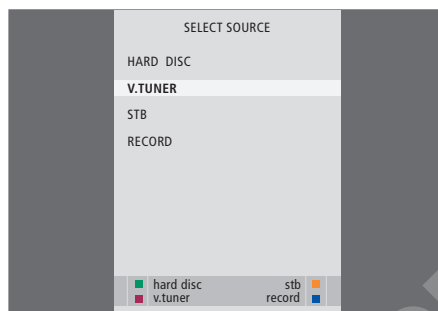 SELECT SOURCE
HARD DISC
V.TUNER
STB
RECORD
hard disc stb
v.tuner record